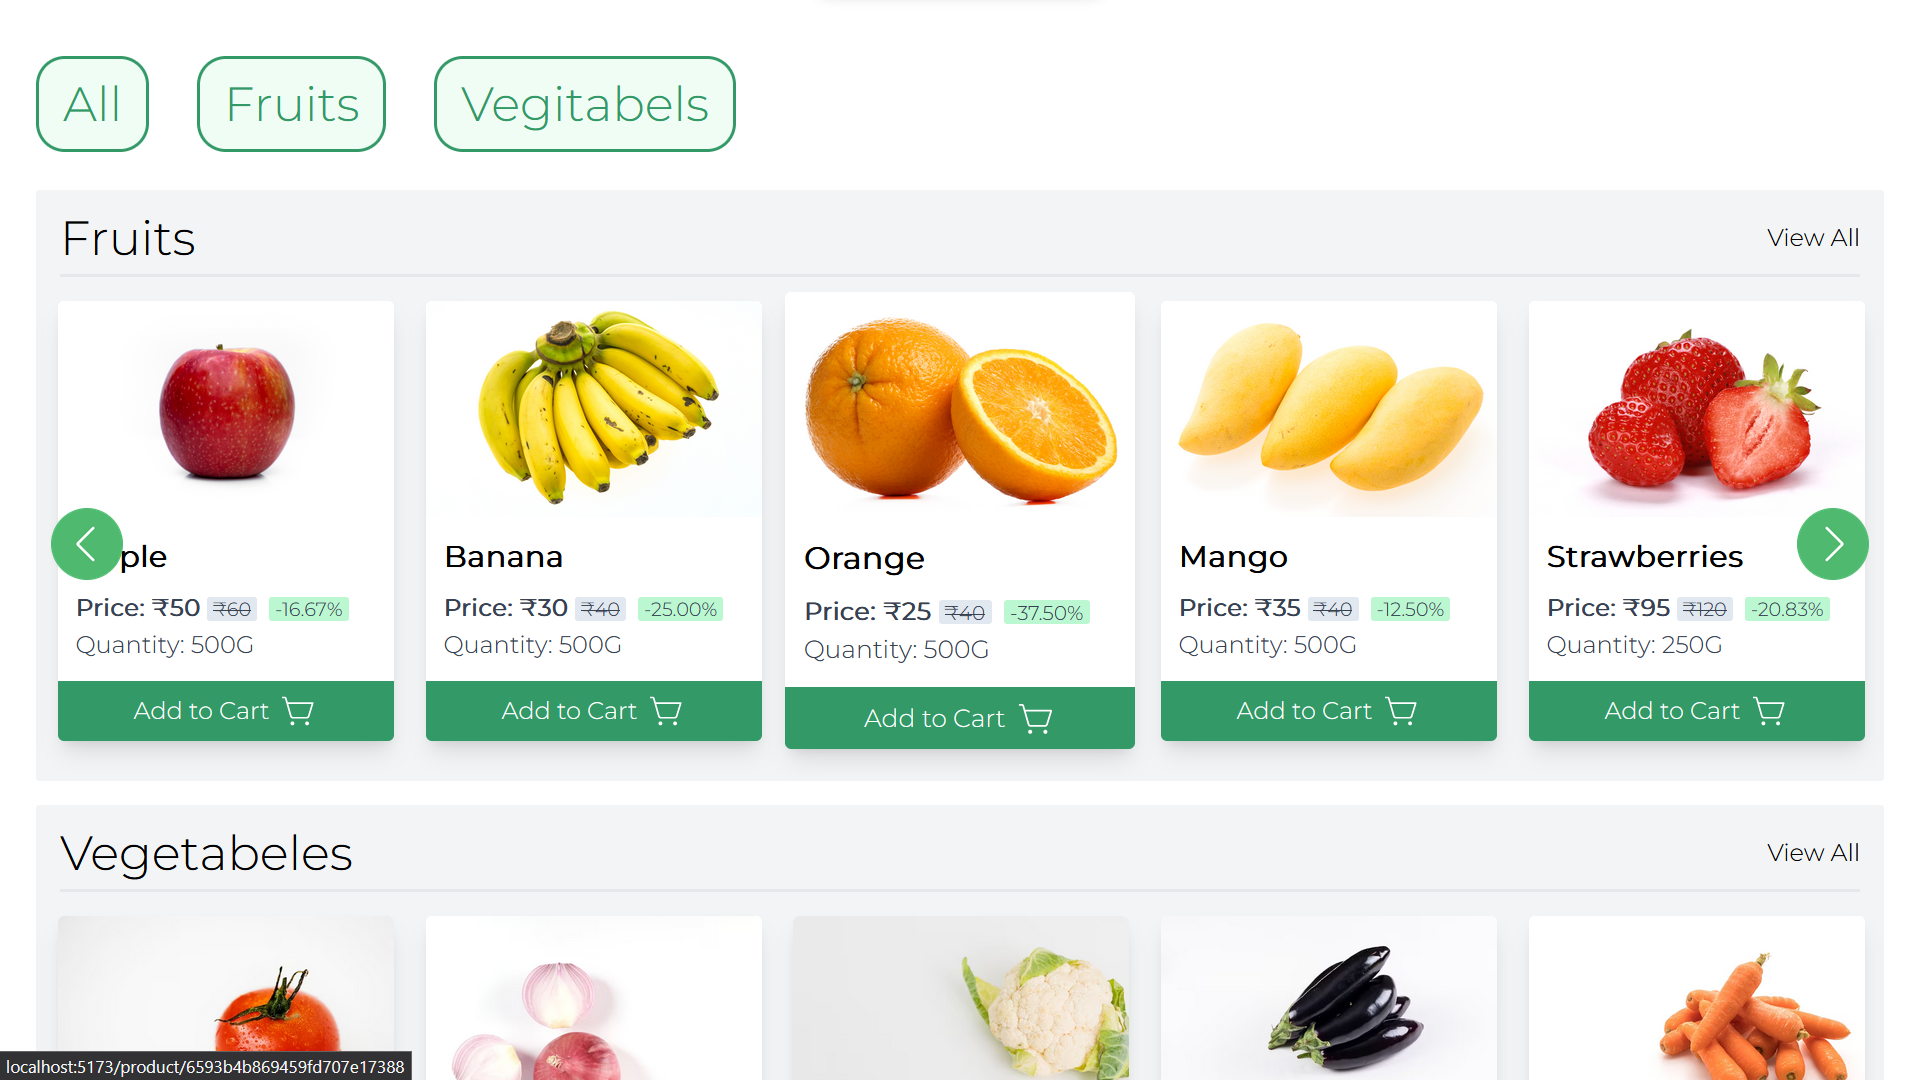 All
Fruits
Vegitabels
Fruits
View All
ple
Price: ₹50 ₹60 -16.67%
Quantity: 500G
Add to Cart
Banana
Price: ₹30 ₹40 -25.00%
Quantity: 500G
Add to Cart
Orange
Price: ₹25 ₹40 -37.50%
Quantity: 500G
Add to Cart
Mango
Price: ₹35 ₹40 -12.50%
Quantity: 500G
Add to Cart
Strawberries
Price: ₹95 ₹120 -20.83%
Quantity: 250G
Add to Cart
Vegetabeles
View All
localhost:5173/product/6593b4b869459fd707e17388